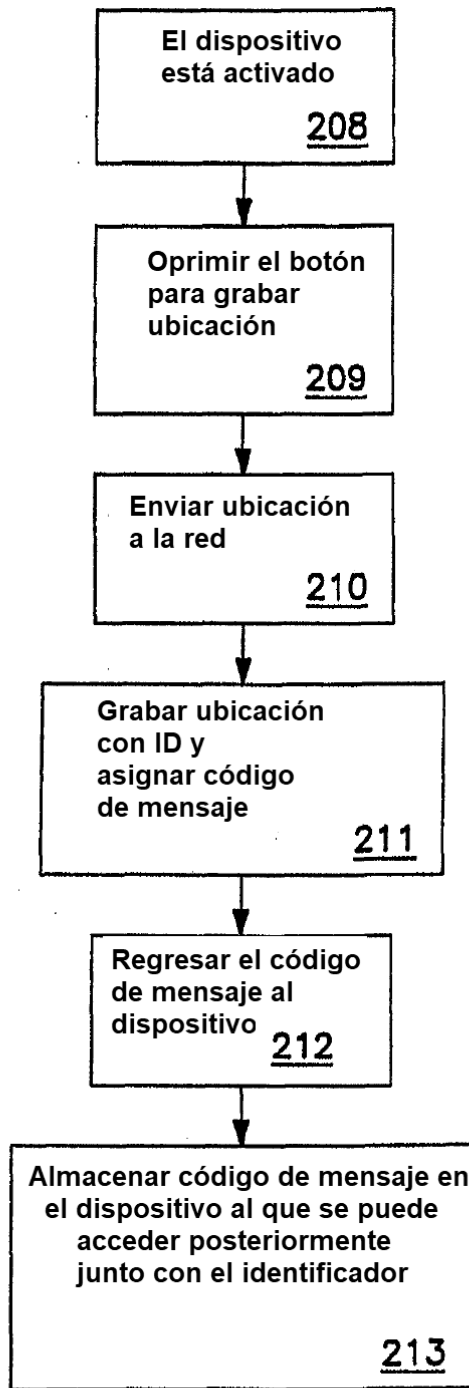 El dispositivo
está activado
208
Oprimir el botón
para grabar
ubicación
209
Enviar ubicación
a la red
210
Grabar ubicación
con ID y
asignar código
de mensaje
211
Regresar el código
de mensaje al
dispositivo
212
Almacenar código de mensaje en
el dispositivo al que se puede
acceder posteriormente
junto con el identificador
213